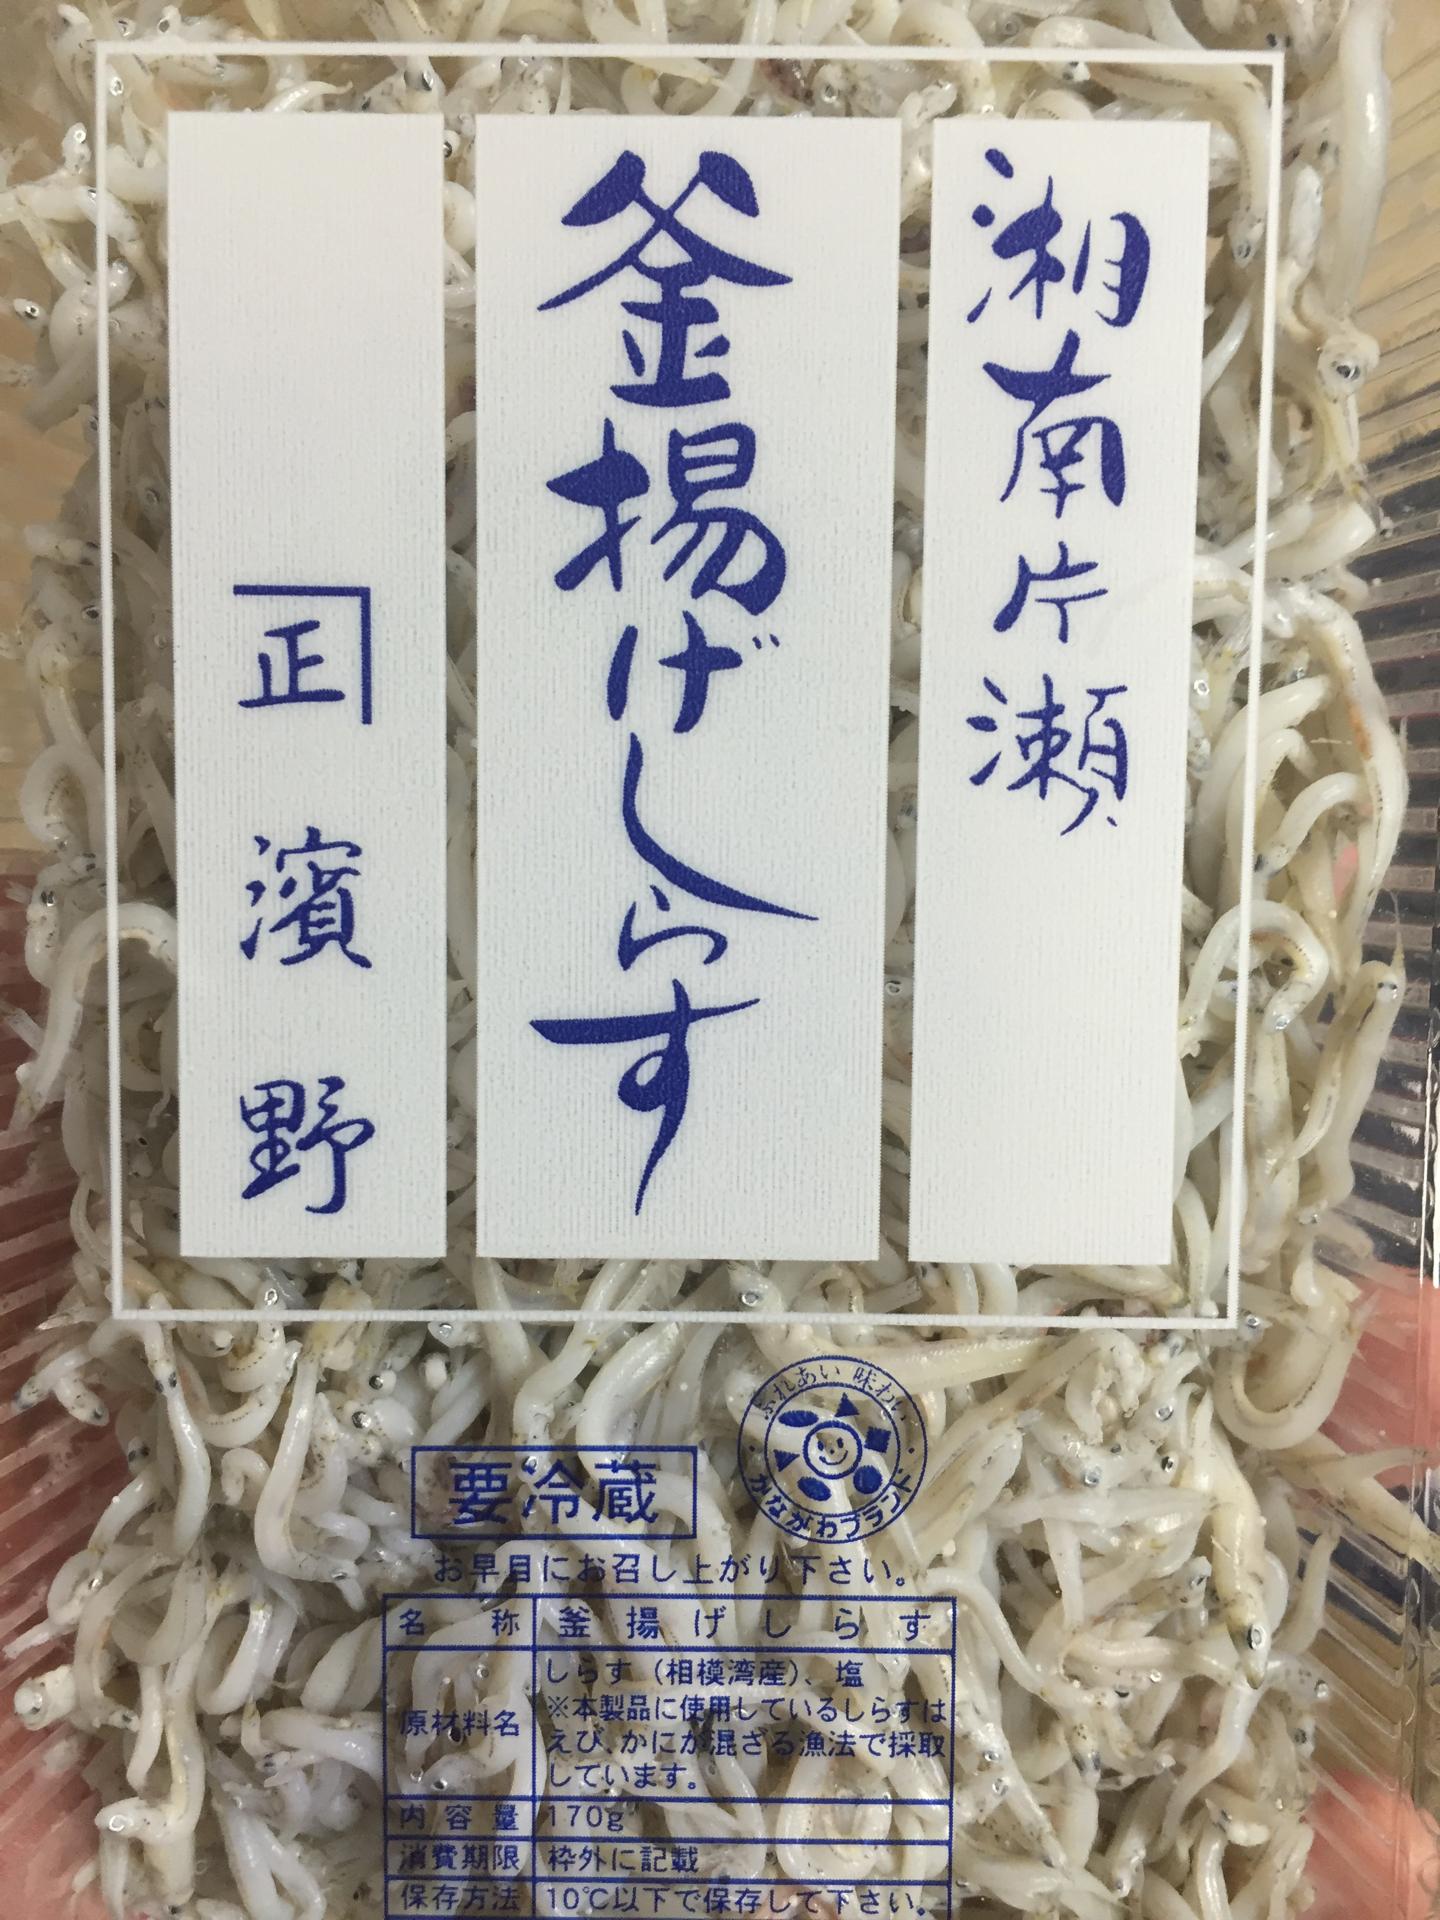 湘南片瀬
釜揚げしらす
正 濱野
ふれあい 味わい
かながわブランド
要冷蔵
お早目にお召し上がり下さい。
名称 釜揚げしらす
原材料名 しらす（相模湾産）、塩
※本製品に使用しているしらすは
えび、かにが混ざる漁法で採取
しています。
内容量 170g
消費期限 枠外に記載
保存方法 10℃以下で保存して下さい。